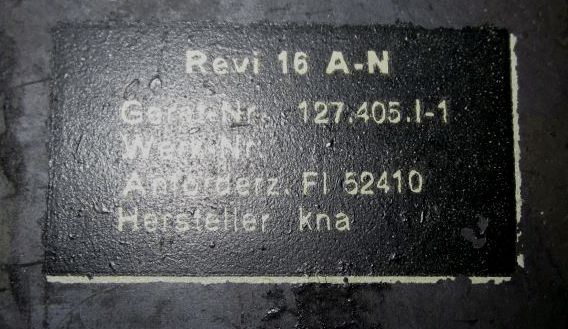 Revi 16 A-N
Gerät-Nr. 127.405.I-1
Werk-Nr.
Anforderz. Fl 52410
Hersteller kna